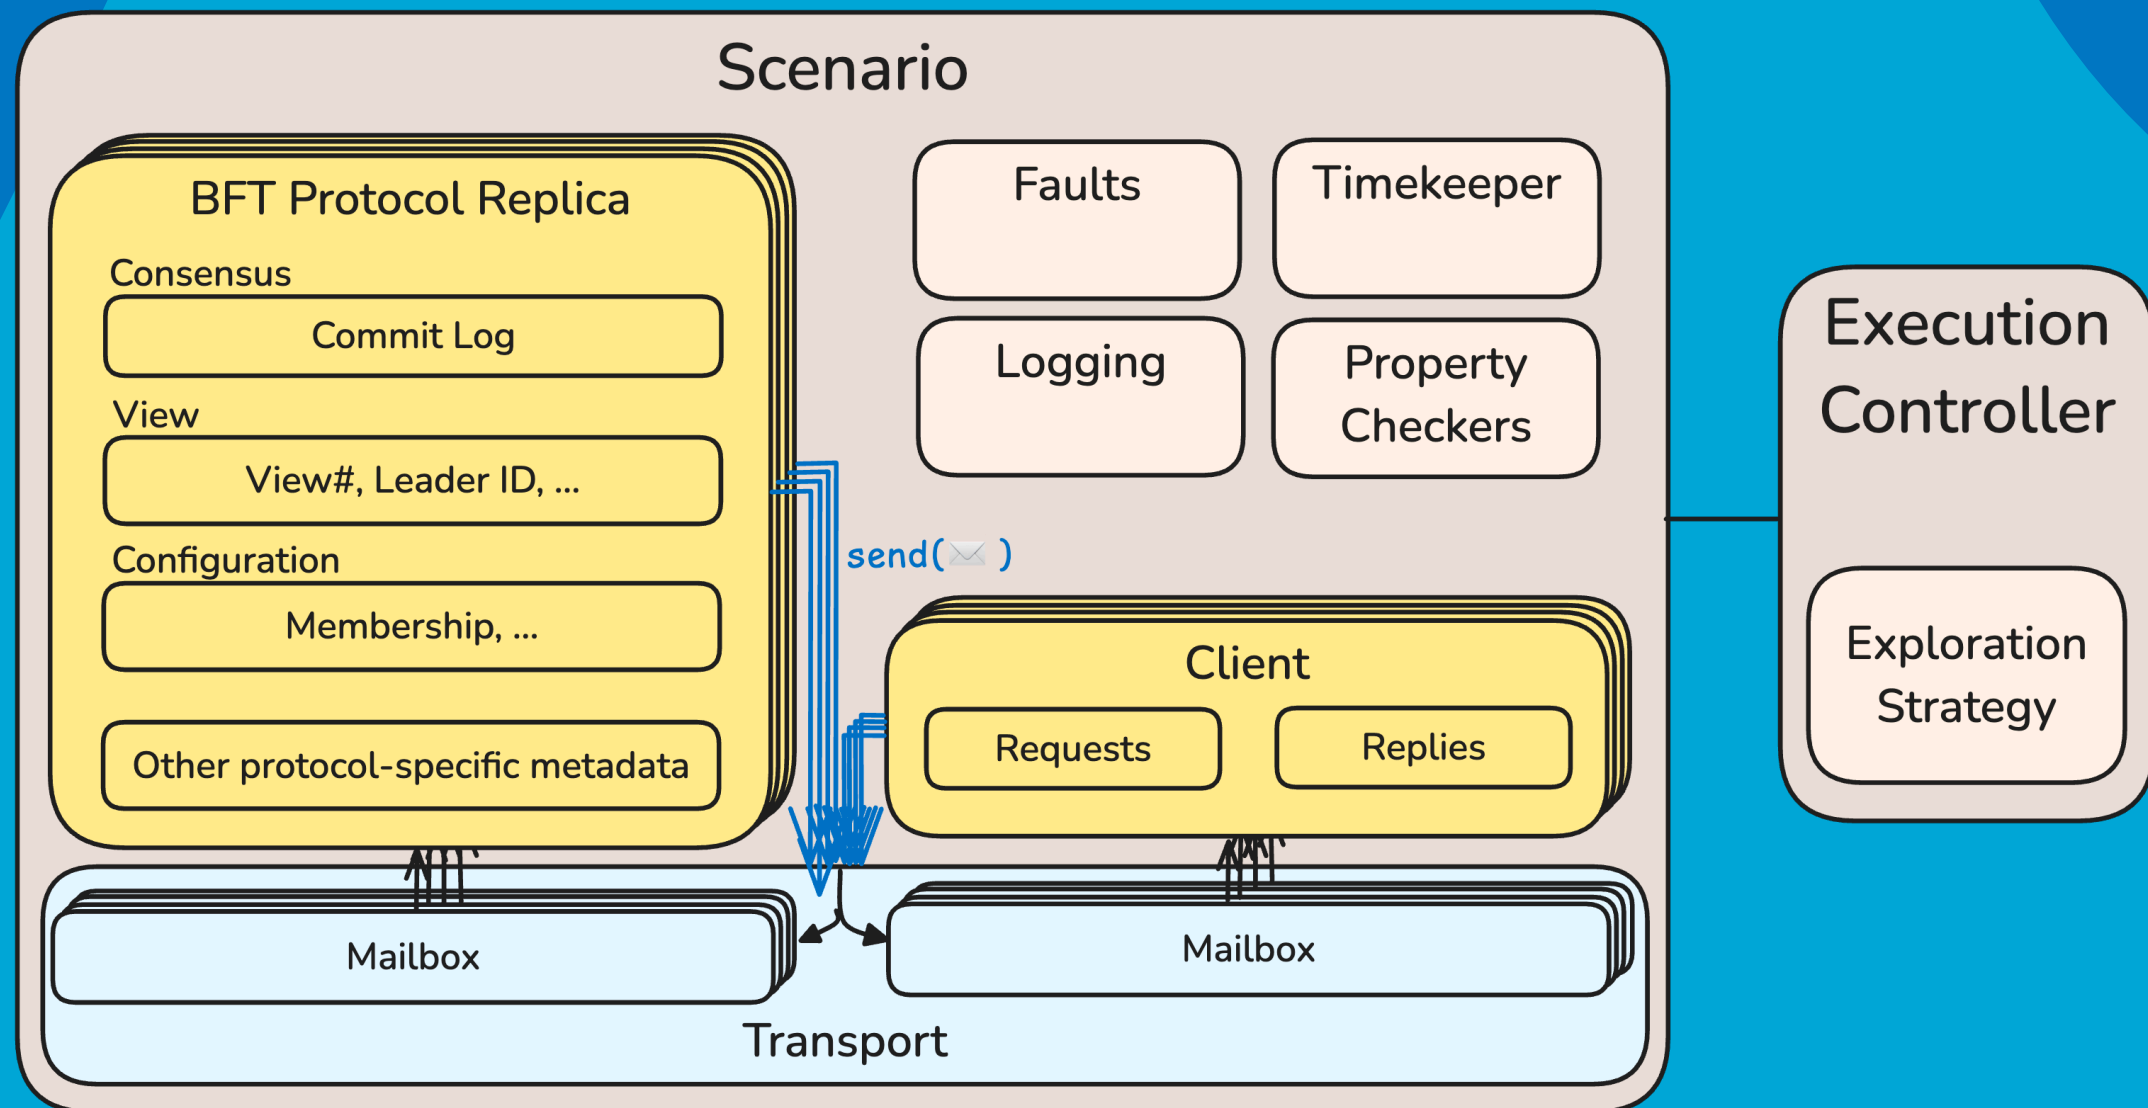 Scenario
BFT Protocol Replica
Consensus
Commit Log
View
View#, Leader ID, ...
Configuration
Membership, ...
Other protocol-specific metadata
Faults
Timekeeper
Logging
Property
Checkers
send(✉️ )
Client
Requests
Replies
Mailbox
Mailbox
Transport
Execution
Controller
Exploration
Strategy